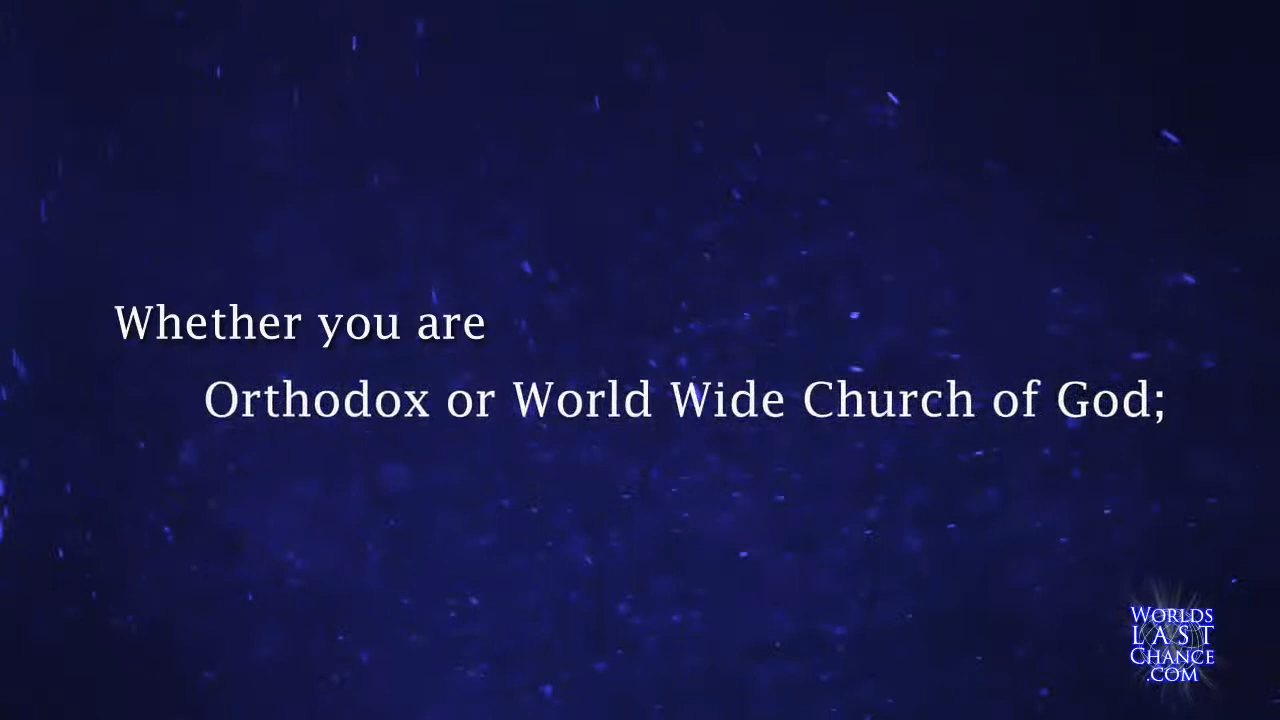 Whether you are
Orthodox or World Wide Church of God;
WORLDS
LAST
CHANCE
.COM